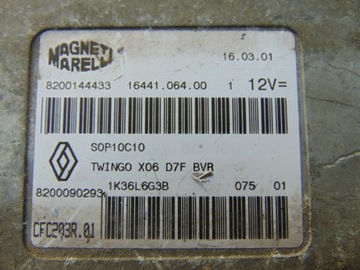 MAGNETI
MARELLI
16.03.01
8200144433 16441.064.00 1 12V=
SOP10C10
TWINGO X06 D7F BVR
8200090293 1K36L6G3B 075 01
CFC203R.01